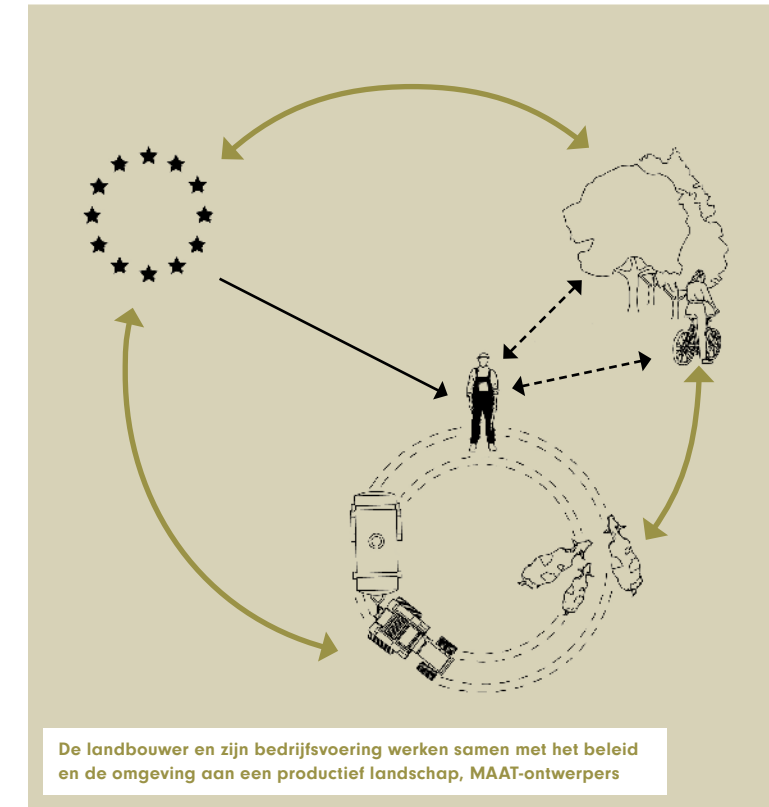 De landbouwer en zijn bedrijfsvoering werken samen met het beleid
en de omgeving aan een productief landschap, MAAT-ontwerpers